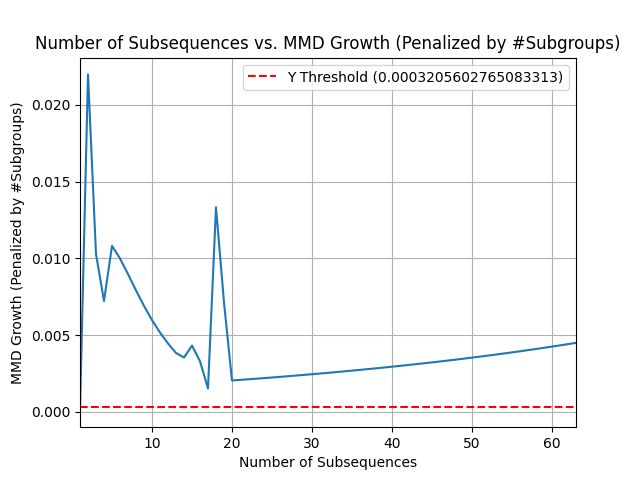 Number of Subsequences vs. MMD Growth (Penalized by #Subgroups)
Y Threshold (0.0003205602765083313)
MMD Growth (Penalized by #Subgroups)
0.020
0.015
0.010
0.005
0.000
10 20 30 40 50 60
Number of Subsequences